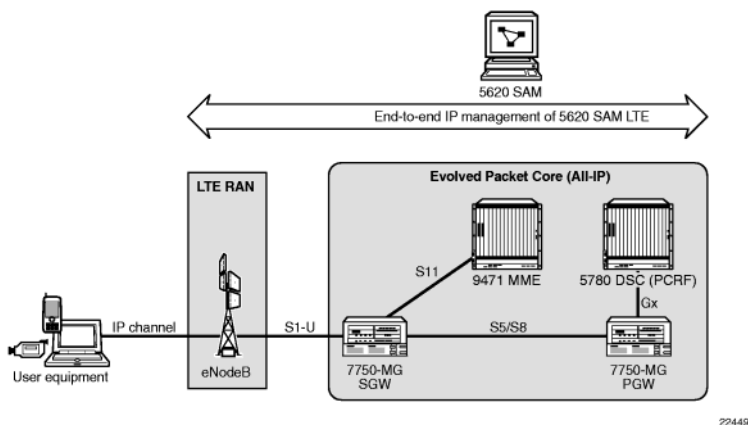 5620 SAM
End-to-end IP management of 5620 SAM LTE
LTE RAN
Evolved Packet Core (All-IP)
S11
9471 MME
5780 DSC (PCRF)
Gx
IP channel
S1-U
S5/S8
User equipment
eNodeB
7750-MG
SGW
7750-MG
PGW
22449